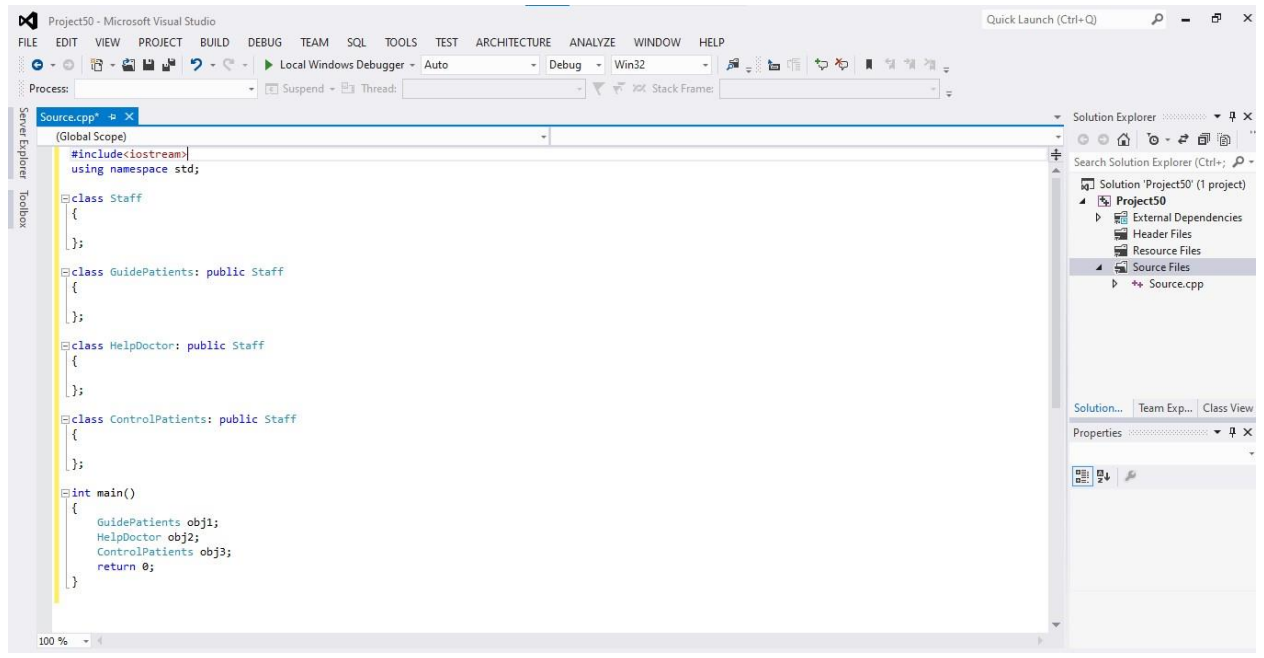 Project50 - Microsoft Visual Studio
Quick Launch (Ctrl+Q)
FILE EDIT VIEW PROJECT BUILD DEBUG TEAM SQL TOOLS TEST ARCHITECTURE ANALYZE WINDOW HELP
Local Windows Debugger Auto Debug Win32
Process: Suspend Thread: Stack Frame:
Server Explorer
Toolbox
Source.cpp*
(Global Scope)
#include<iostream>
using namespace std;
class Staff
{
};
class GuidePatients: public Staff
{
};
class HelpDoctor: public Staff
{
};
class ControlPatients: public Staff
{
};
int main()
{
GuidePatients obj1;
HelpDoctor obj2;
ControlPatients obj3;
return 0;
}
100 %
Solution Explorer
Search Solution Explorer (Ctrl+;
Solution 'Project50' (1 project)
Project50
External Dependencies
Header Files
Resource Files
Source Files
Source.cpp
Solution... Team Exp... Class View
Properties